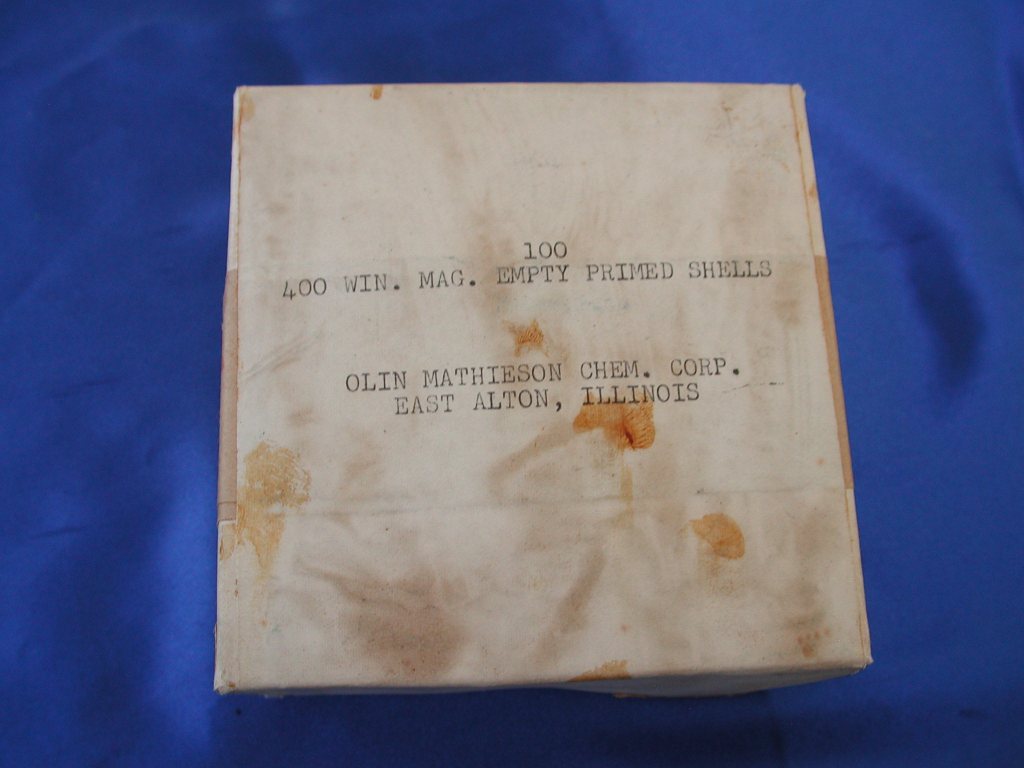 100
400 WIN. MAG. EMPTY PRIMED SHELLS
OLIN MATHIESON CHEM. CORP.
EAST ALTON, ILLINOIS